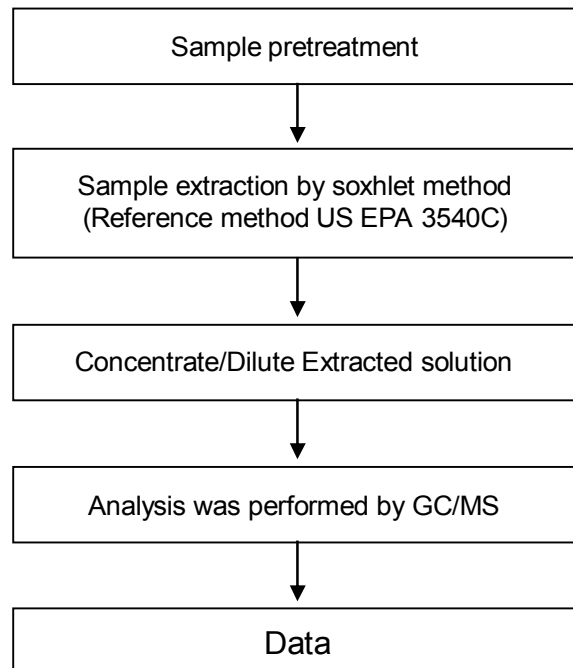 Sample pretreatment
Sample extraction by soxhlet method
(Reference method US EPA 3540C)
Concentrate/Dilute Extracted solution
Analysis was performed by GC/MS
Data